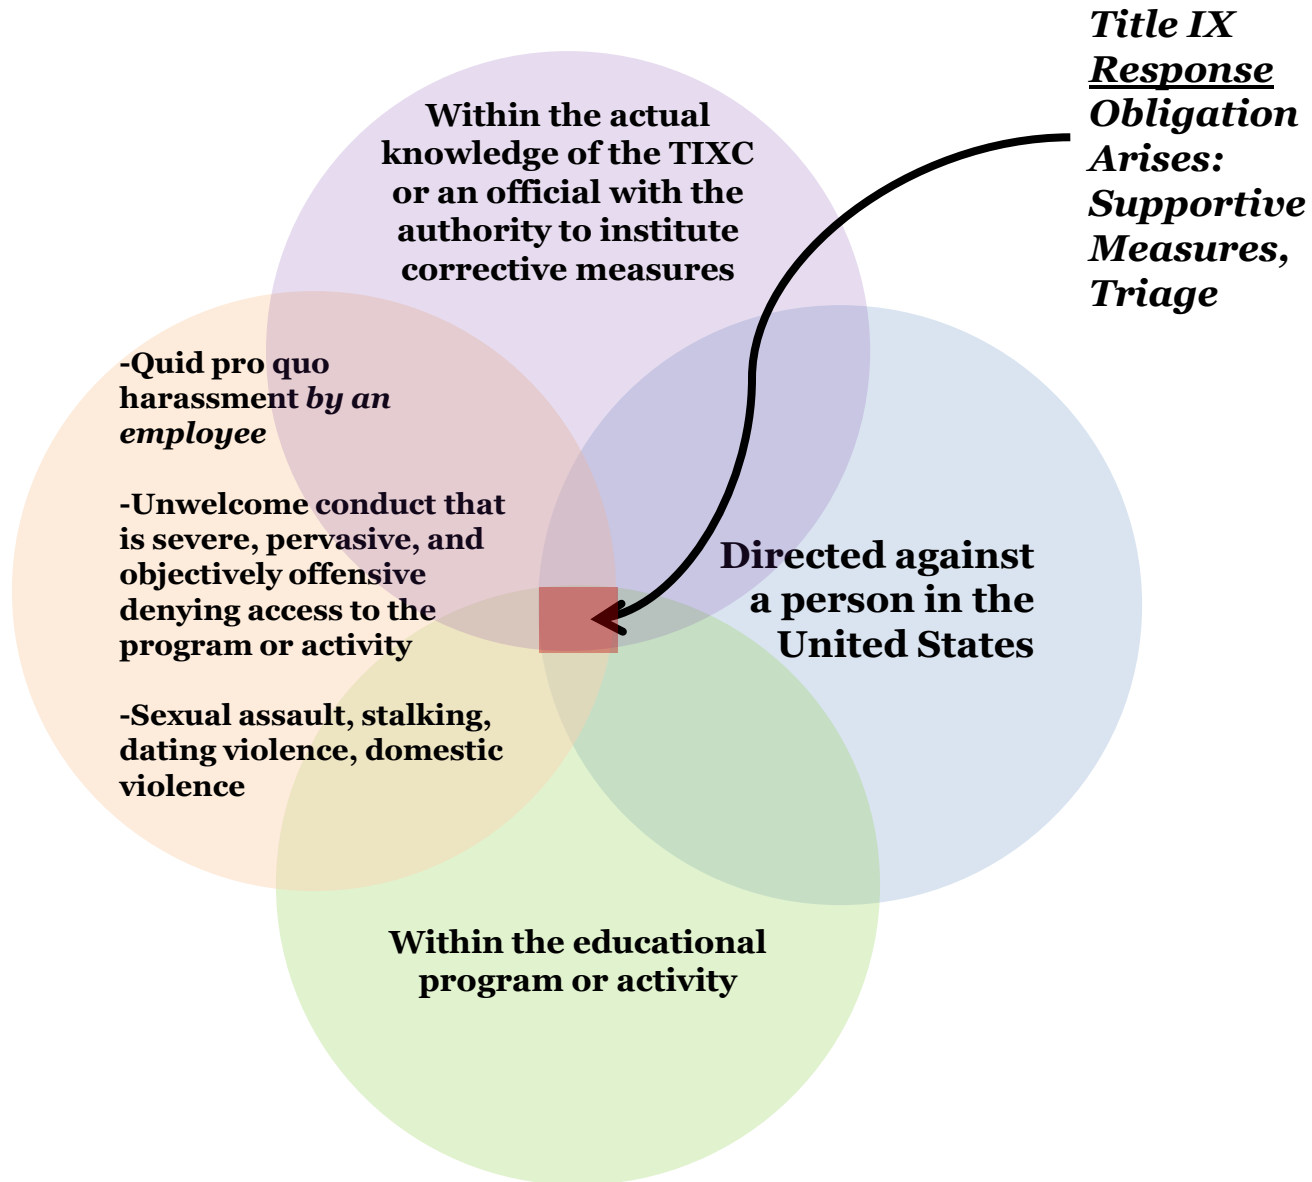 Title IX
Response
Obligation
Arises:
Supportive
Measures,
Triage
Within the actual
knowledge of the TIXC
or an official with the
authority to institute
corrective measures
-Quid pro quo
harassment by an
employee
-Unwelcome conduct that
is severe, pervasive, and
objectively offensive
denying access to the
program or activity
-Sexual assault, stalking,
dating violence, domestic
violence
Directed against
a person in the
United States
Within the educational
program or activity